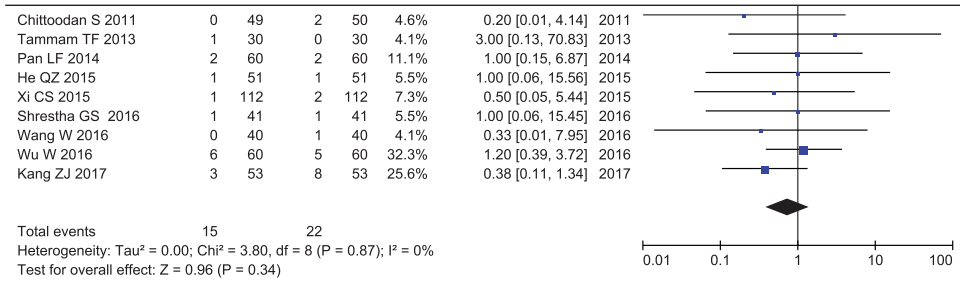 Chittoodan S 2011 0 49 2 50 4.6% 0.20 [0.01, 4.14] 2011
Tammam TF 2013 1 30 0 30 4.1% 3.00 [0.13, 70.83] 2013
Pan LF 2014 2 60 2 60 11.1% 1.00 [0.15, 6.87] 2014
He QZ 2015 1 51 1 51 5.5% 1.00 [0.06, 15.56] 2015
Xi CS 2015 1 112 2 112 7.3% 0.50 [0.05, 5.44] 2015
Shrestha GS 2016 1 41 1 41 5.5% 1.00 [0.06, 15.45] 2016
Wang W 2016 0 40 1 40 4.1% 0.33 [0.01, 7.95] 2016
Wu W 2016 6 60 5 60 32.3% 1.20 [0.39, 3.72] 2016
Kang ZJ 2017 3 53 8 53 25.6% 0.38 [0.11, 1.34] 2017
Total events 15 22
Heterogeneity: Tau² = 0.00; Chi² = 3.80, df = 8 (P = 0.87); I² = 0%
Test for overall effect: Z = 0.96 (P = 0.34)
0.01 0.1 1 10 100